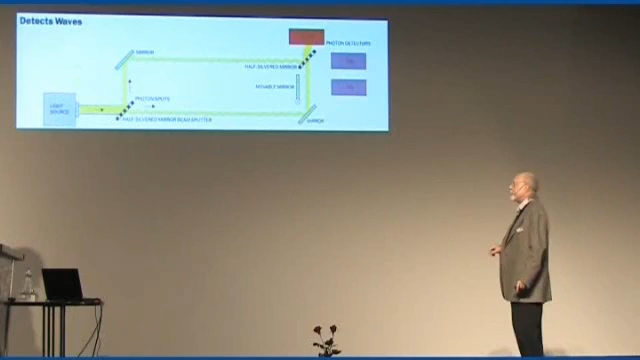 Detects Waves
MIRROR
PHOTON DETECTORS
HALF-SILVERED MIRROR
MOVABLE MIRROR
PHOTON SPLITS
LIGHT
SOURCE
HALF-SILVERED MIRROR BEAM SPLITTER
MIRROR